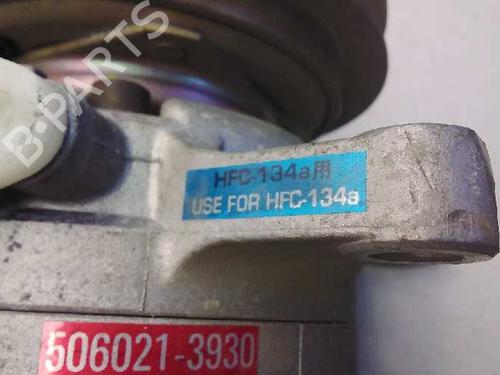 B-PARTS
HFC-134a用
USE FOR HFC-134a
506021-3930